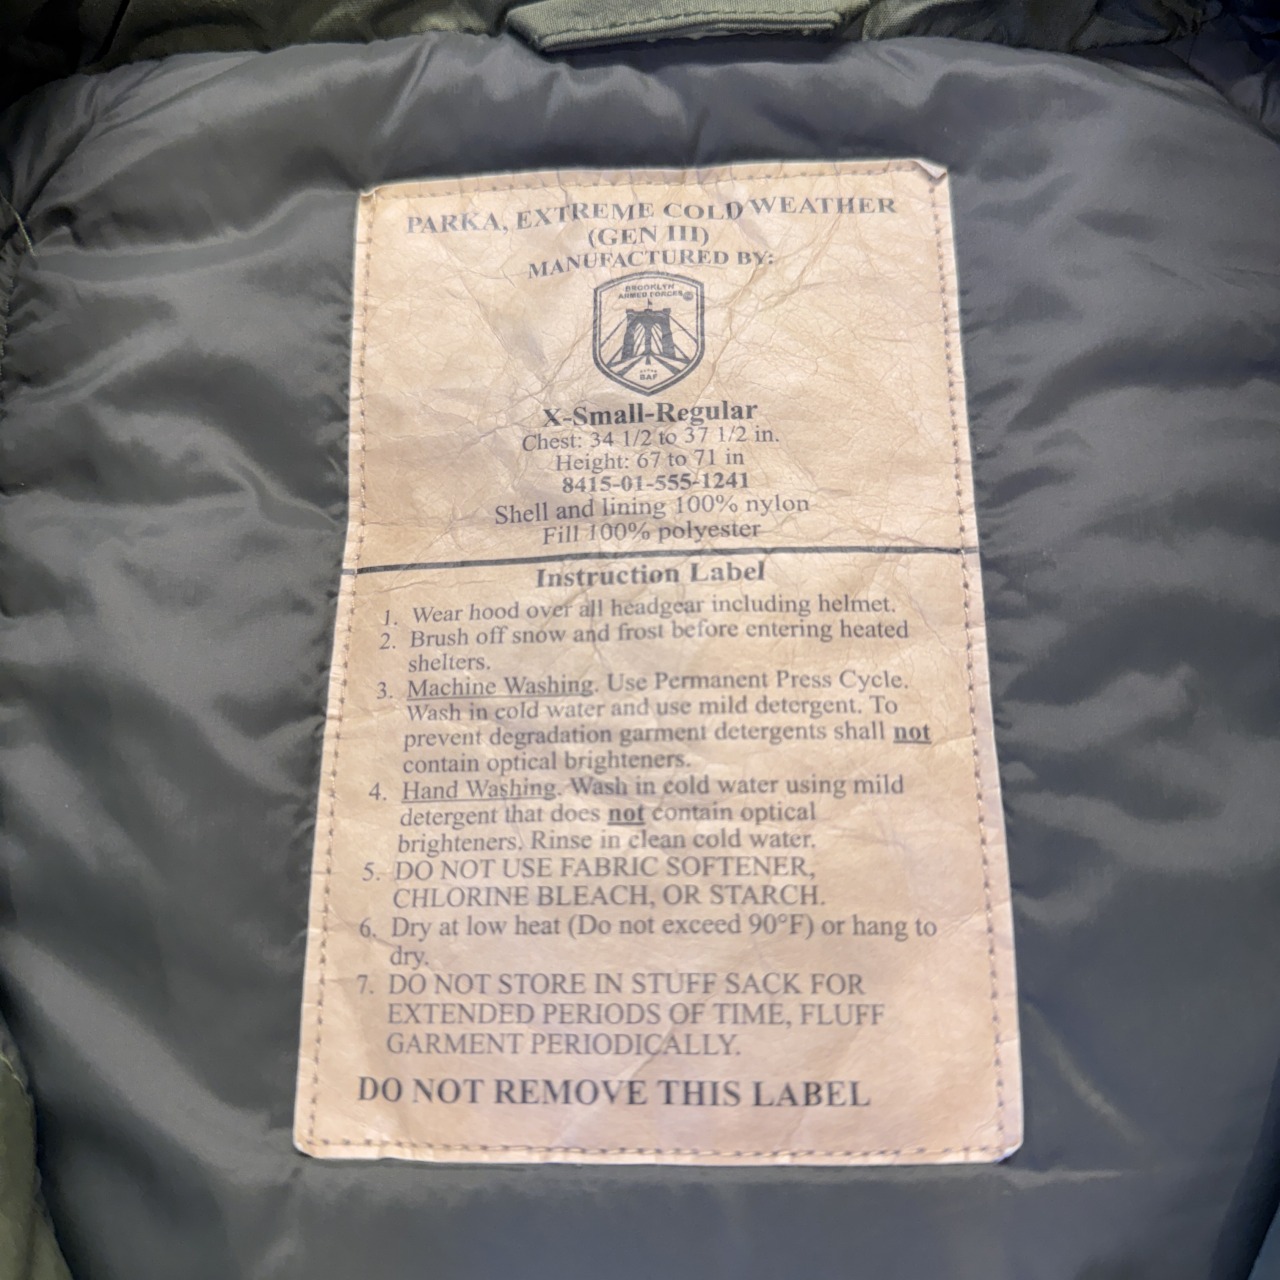 PARKA, EXTREME COLD WEATHER
(GEN III)
MANUFACTURED BY:
BROOKLYN
ARMED FORCES
BAF
X-Small-Regular
Chest: 34 1/2 to 37 1/2 in.
Height: 67 to 71 in
8415-01-555-1241
Shell and lining 100% nylon
Fill 100% polyester
Instruction Label
1. Wear hood over all headgear including helmet.
2. Brush off snow and frost before entering heated
shelters.
3. Machine Washing. Use Permanent Press Cycle.
Wash in cold water and use mild detergent. To
prevent degradation garment detergents shall not
contain optical brighteners.
4. Hand Washing. Wash in cold water using mild
detergent that does not contain optical
brighteners. Rinse in clean cold water.
5. DO NOT USE FABRIC SOFTENER,
CHLORINE BLEACH, OR STARCH.
6. Dry at low heat (Do not exceed 90°F) or hang to
dry.
7. DO NOT STORE IN STUFF SACK FOR
EXTENDED PERIODS OF TIME, FLUFF
GARMENT PERIODICALLY.
DO NOT REMOVE THIS LABEL